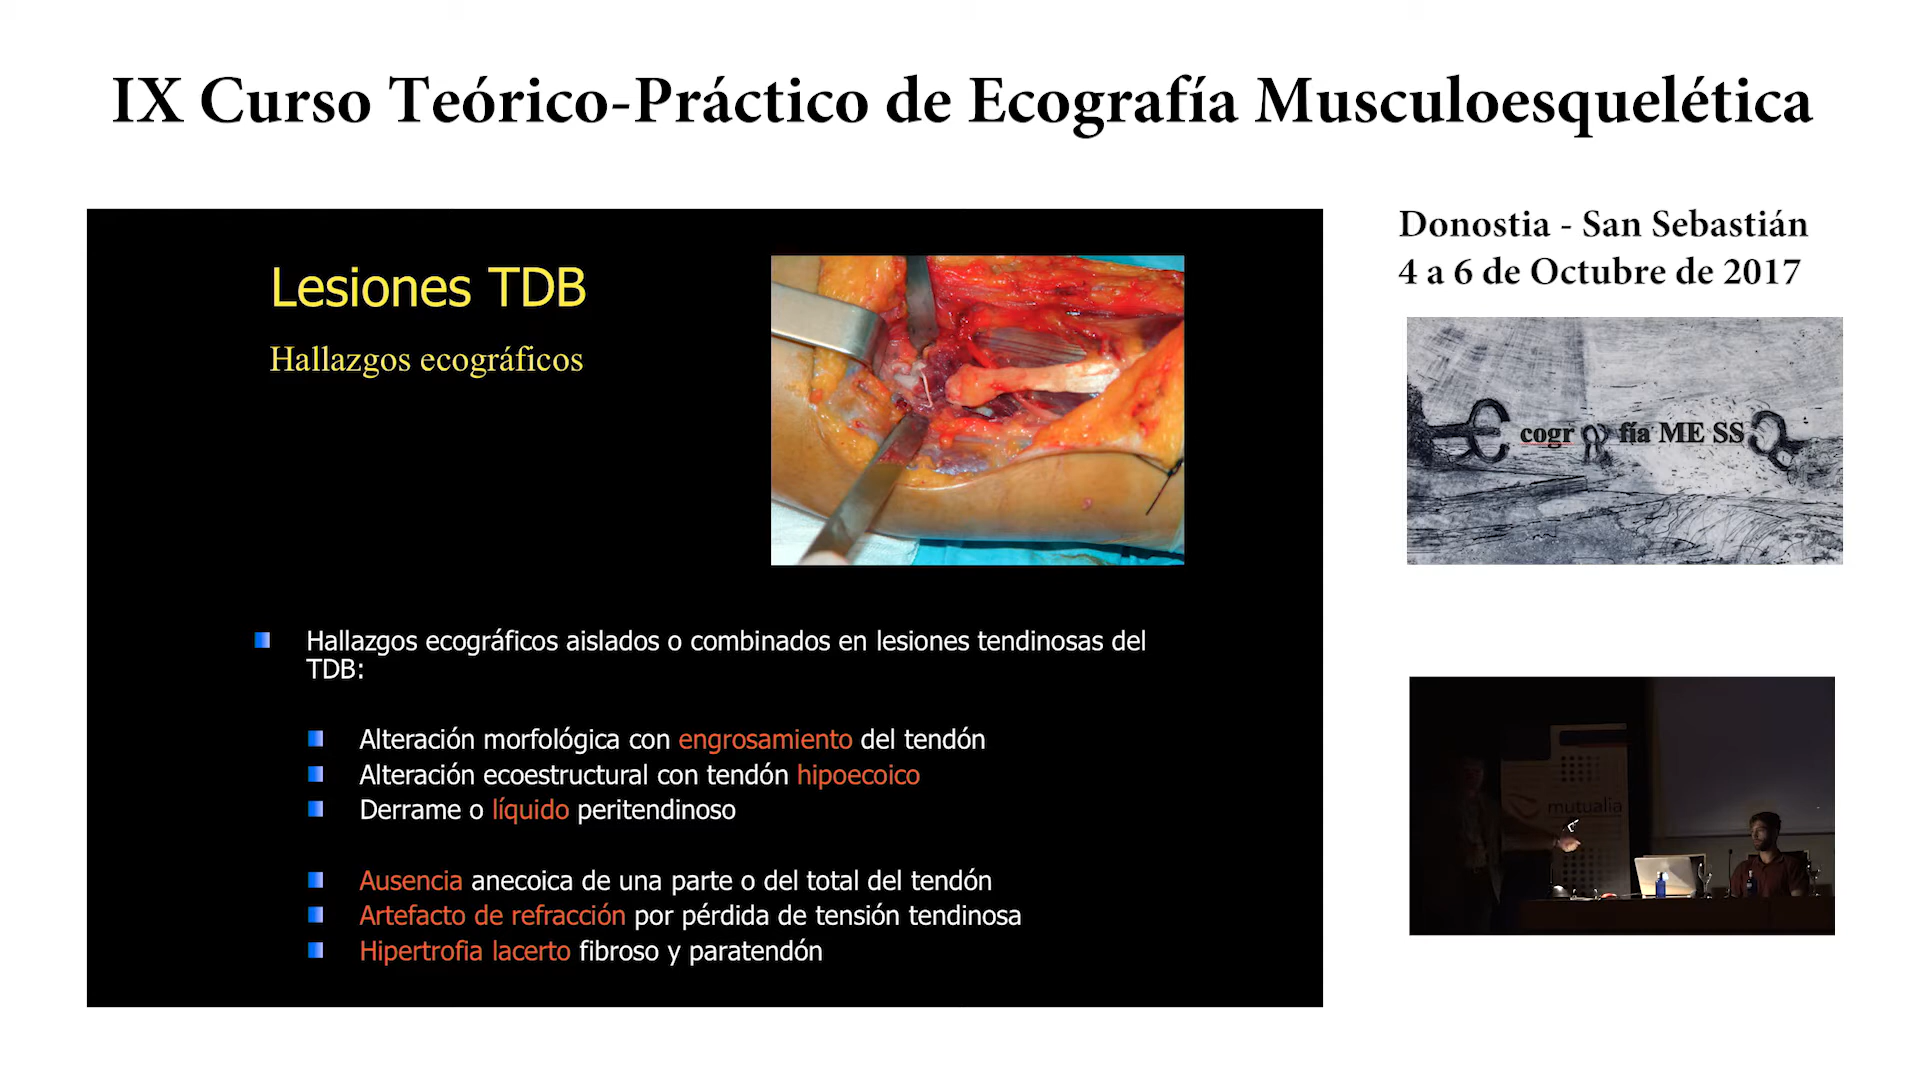 IX Curso Teórico-Práctico de Ecografía Musculoesquelética
Donostia - San Sebastián
4 a 6 de Octubre de 2017
Lesiones TDB
Hallazgos ecográficos
Hallazgos ecográficos aislados o combinados en lesiones tendinosas del
TDB:
Alteración morfológica con engrosamiento del tendón
Alteración ecoestructural con tendón hipoecoico
Derrame o líquido peritendinoso
Ausencia anecoica de una parte o del total del tendón
Artefacto de refracción por pérdida de tensión tendinosa
Hipertrofia lacerto fibroso y paratendón
cogr fía ME SS
mutualia